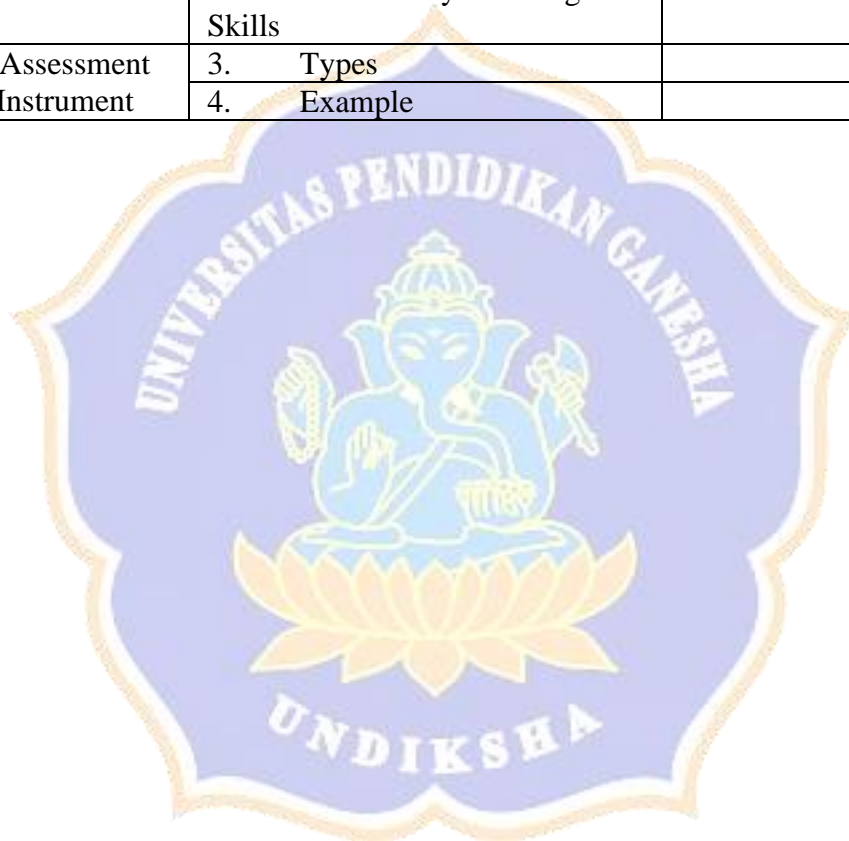 Skills
Assessment 3. Types
Instrument 4. Example
UNIVERSITAS PENDIDIKAN GANESHA
UNDIKSHA